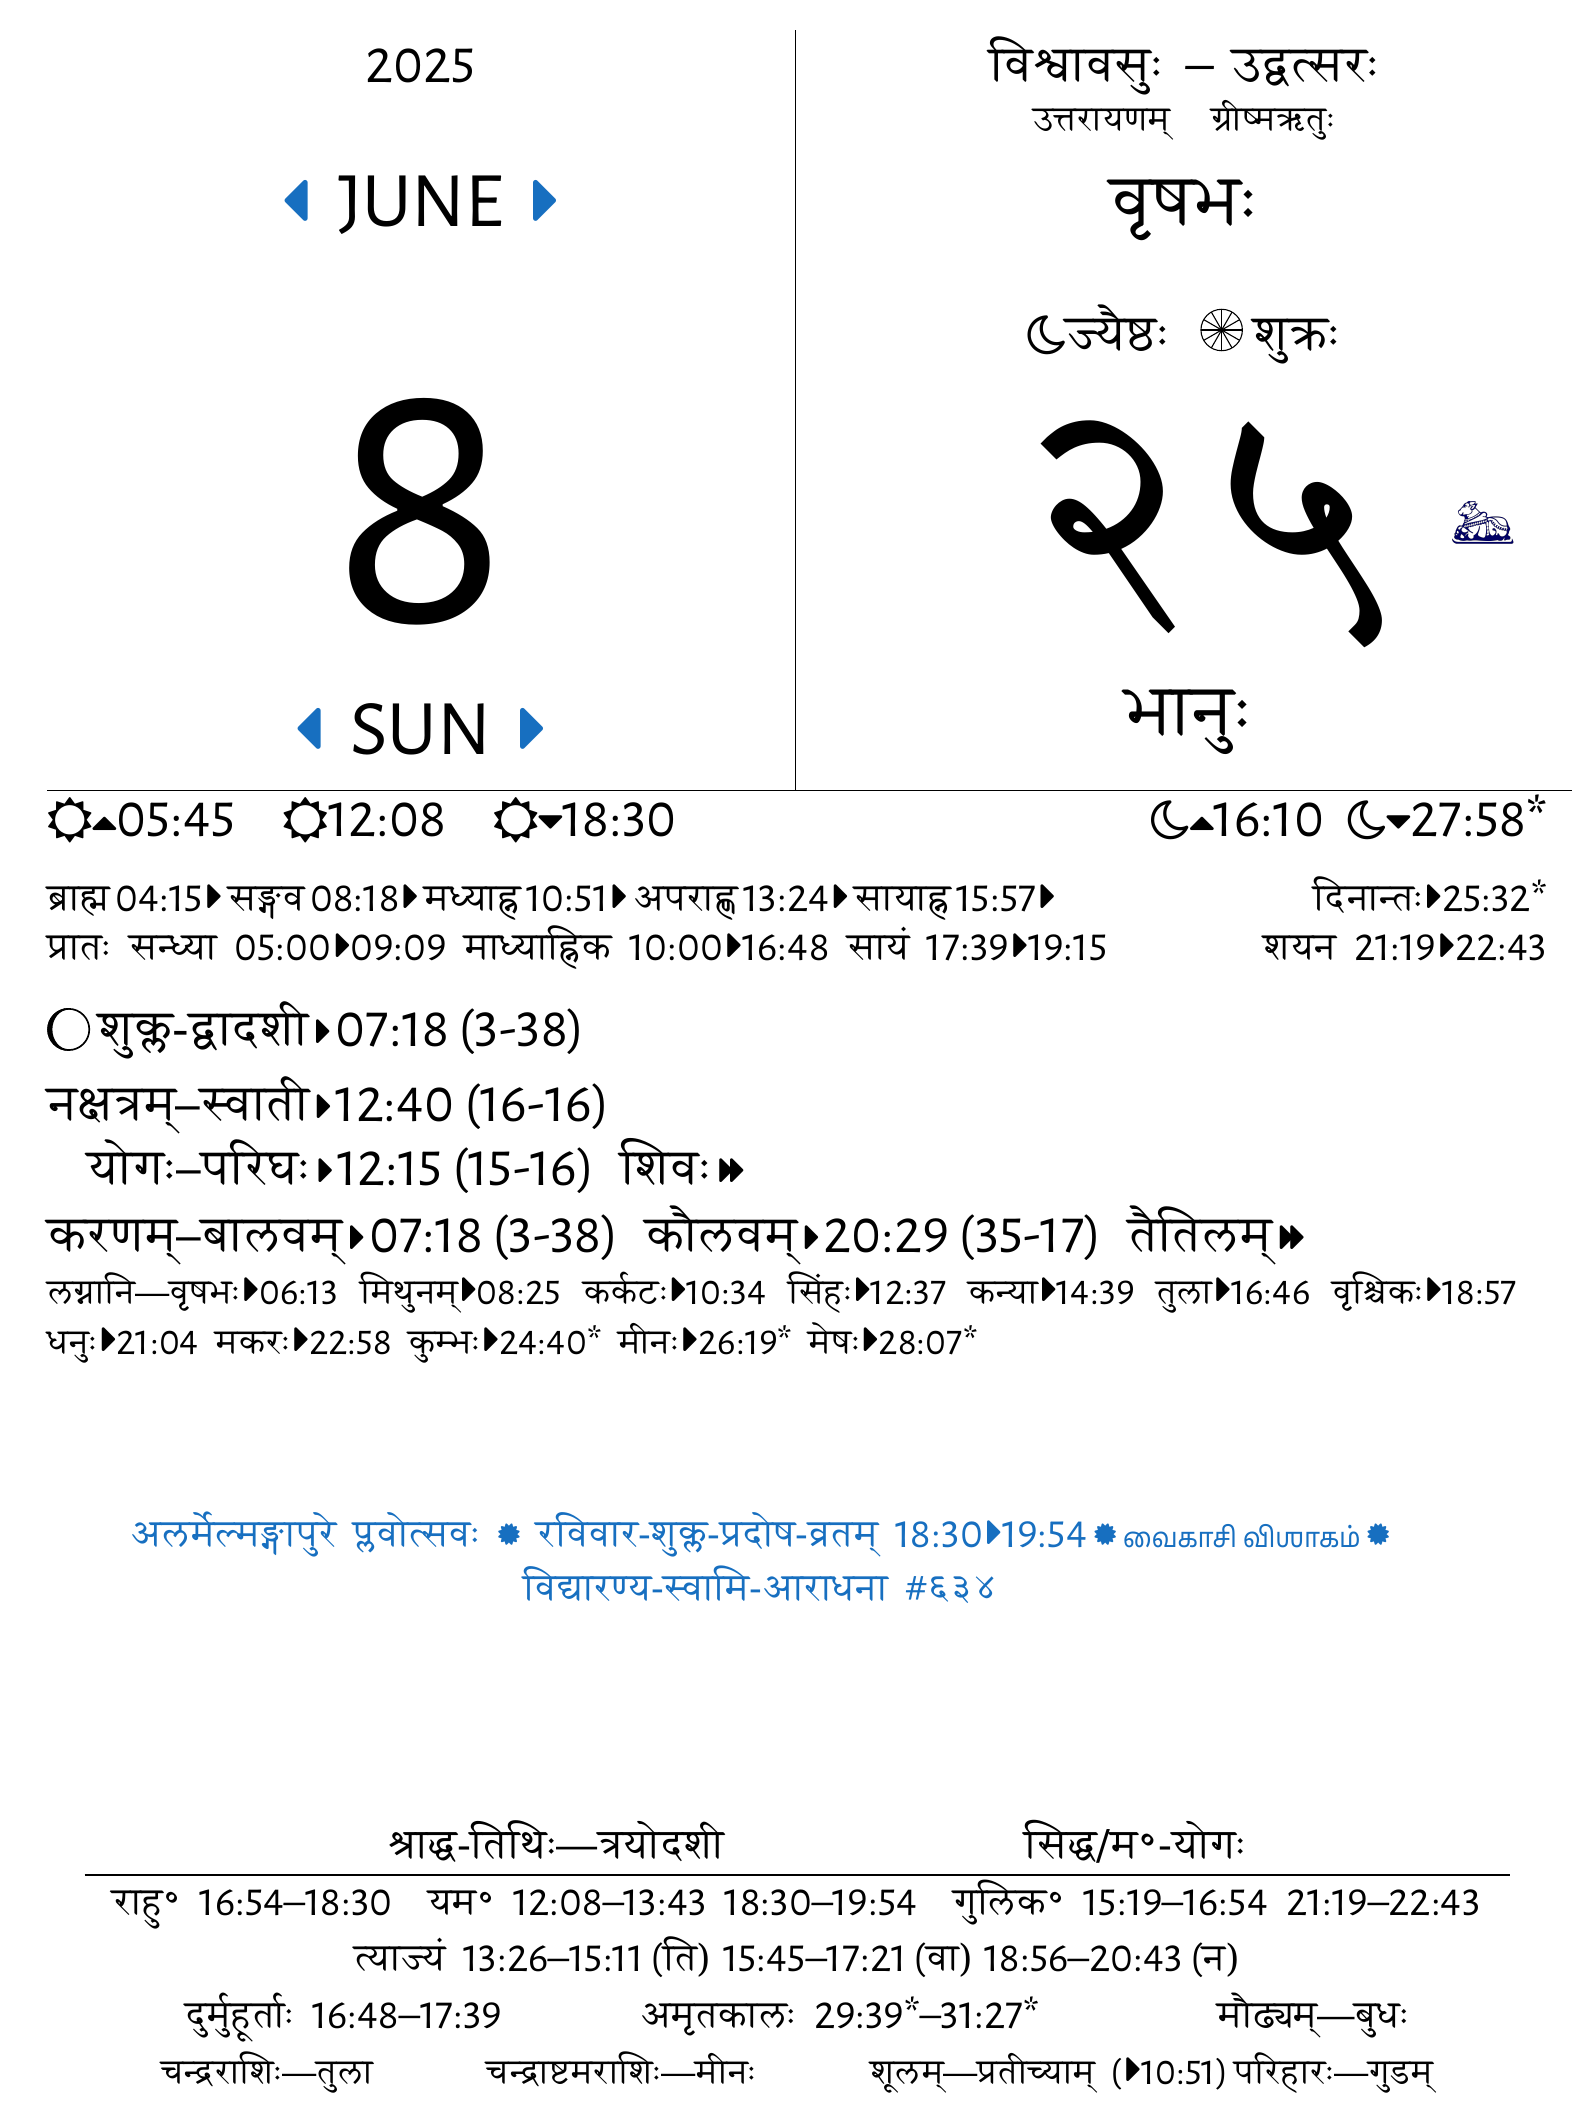 2025
JUNE
8
SUN
विश्वावसुः – उद्वत्सरः
उत्तरायणम् ग्रीष्मऋतुः
वृषभः
ज्यैष्ठः शुक्रः
२५
भानुः
05:45 12:08 18:30 16:10 27:58*
ब्राह्म 04:15 सङ्गव 08:18 मध्याह्न 10:51 अपराह्ण 13:24 सायाह्न 15:57 दिनान्तः 25:32*
प्रातः सन्ध्या 05:00 09:09 माध्याह्निक 10:00 16:48 सायं 17:39 19:15 शयन 21:19 22:43
शुक्ल-द्वादशी 07:18 (3-38)
नक्षत्रम्–स्वाती 12:40 (16-16)
योगः–परिघः 12:15 (15-16) शिवः
करणम्–बालवम् 07:18 (3-38) कौलवम् 20:29 (35-17) तैतिलम्
लग्नानि—वृषभः 06:13 मिथुनम् 08:25 कर्कटः 10:34 सिंहः 12:37 कन्या 14:39 तुला 16:46 वृश्चिकः 18:57
धनुः 21:04 मकरः 22:58 कुम्भः 24:40* मीनः 26:19* मेषः 28:07*
अलर्मेल्मङ्गापुरे प्लवोत्सवः रविवार-शुक्ल-प्रदोष-व्रतम् 18:30 19:54 வைகாசி விஶாகம்
विद्यारण्य-स्वामि-आराधना #६३४
श्राद्ध-तिथिः—त्रयोदशी सिद्ध/म॰-योगः
राहु॰ 16:54–18:30 यम॰ 12:08–13:43 18:30–19:54 गुलिक॰ 15:19–16:54 21:19–22:43
त्याज्यं 13:26–15:11 (ति) 15:45–17:21 (वा) 18:56–20:43 (न)
दुर्मुहूर्ताः 16:48–17:39 अमृतकालः 29:39*–31:27* मौढ्यम्—बुधः
चन्द्रराशिः—तुला चन्द्राष्टमराशिः—मीनः शूलम्—प्रतीच्याम् (10:51) परिहारः—गुडम्